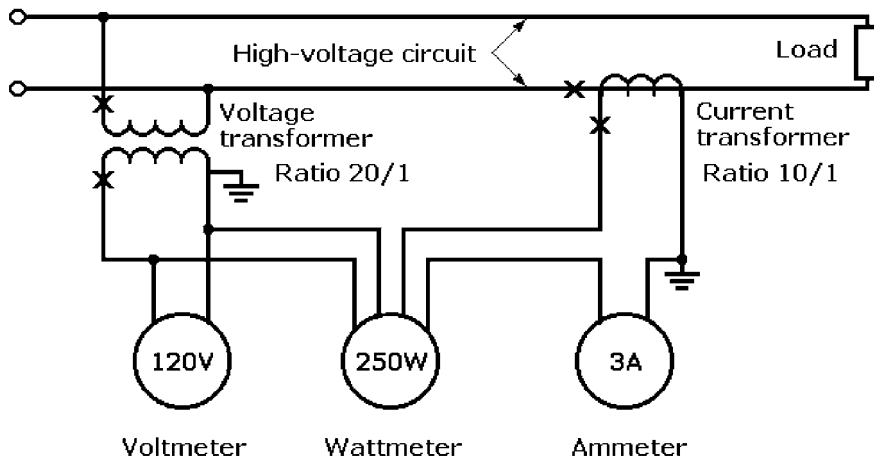 High-voltage circuit
Load
Voltage
transformer
Ratio 20/1
Current
transformer
Ratio 10/1
120V
250W
3A
Voltmeter
Wattmeter
Ammeter